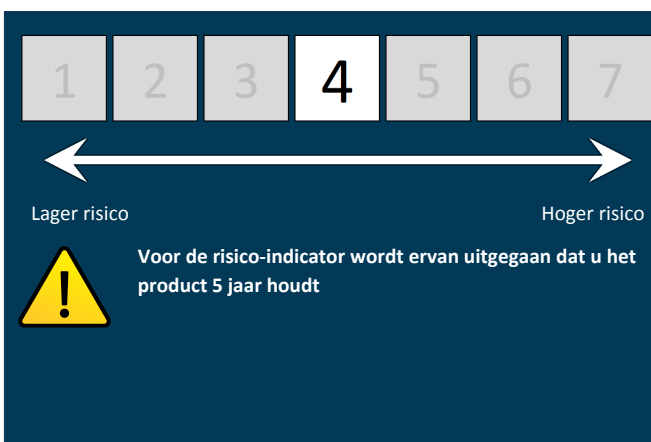 1 2 3 4 5 6 7
Lager risico Hoger risico
Voor de risico-indicator wordt ervan uitgegaan dat u het
product 5 jaar houdt